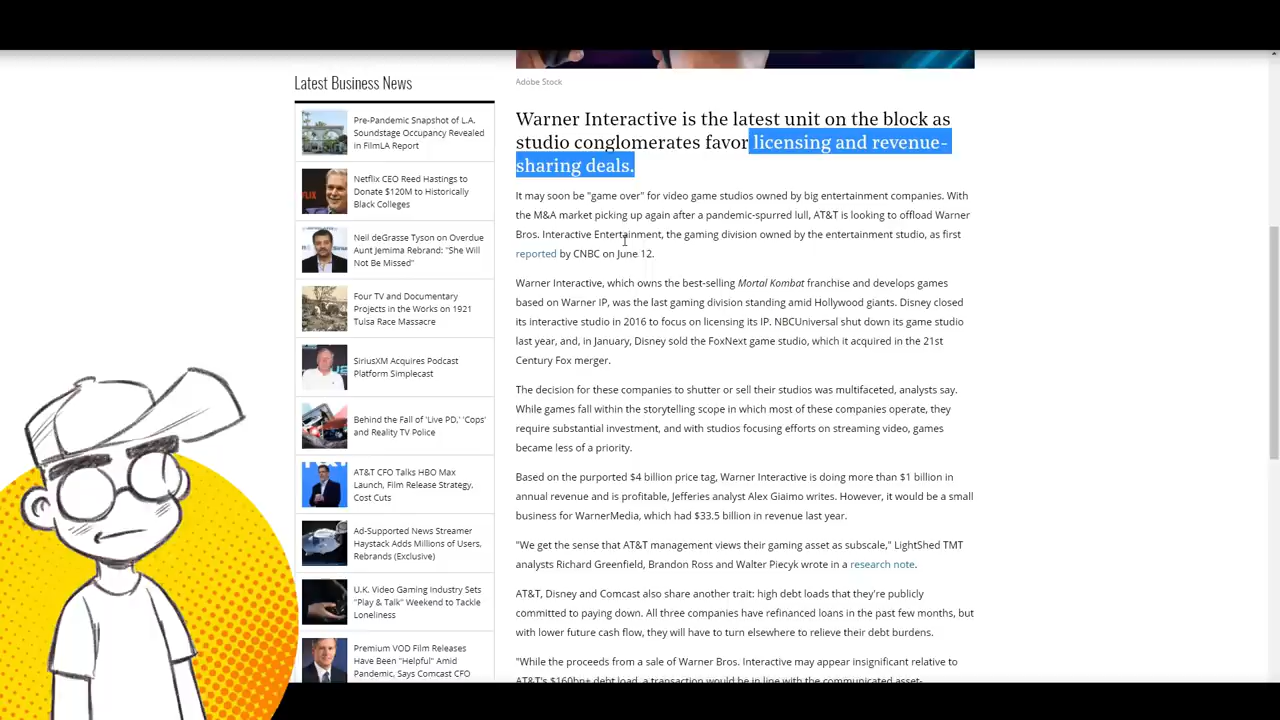 Latest Business News
Pre-Pandemic Snapshot of L.A.
Soundstage Occupancy Revealed
in FilmLA Report
Netflix CEO Reed Hastings to
Donate $120M to Historically
Black Colleges
Neil deGrasse Tyson on Overdue
Aunt Jemima Rebrand: "She Will
Not Be Missed"
Four TV and Documentary
Projects in the Works on 1921
Tulsa Race Massacre
SiriusXM Acquires Podcast
Platform Simplecast
Behind the Fall of 'Live PD,' 'Cops'
and Reality TV Police
AT&T CFO Talks HBO Max
Launch, Film Release Strategy,
Cost Cuts
Ad-Supported News Streamer
Haystack Adds Millions of Users,
Rebrands (Exclusive)
U.K. Video Gaming Industry Sets
"Play & Talk" Weekend to Tackle
Loneliness
Premium VOD Film Releases
Have Been "Helpful" Amid
Pandemic, Says Comcast CFO
Adobe Stock
Warner Interactive is the latest unit on the block as
studio conglomerates favor licensing and revenue-
sharing deals.
It may soon be "game over" for video game studios owned by big entertainment companies. With
the M&A market picking up again after a pandemic-spurred lull, AT&T is looking to offload Warner
Bros. Interactive Entertainment, the gaming division owned by the entertainment studio, as first
reported by CNBC on June 12.
Warner Interactive, which owns the best-selling Mortal Kombat franchise and develops games
based on Warner IP, was the last gaming division standing amid Hollywood giants. Disney closed
its interactive studio in 2016 to focus on licensing its IP. NBCUniversal shut down its game studio
last year, and, in January, Disney sold the FoxNext game studio, which it acquired in the 21st
Century Fox merger.
The decision for these companies to shutter or sell their studios was multifaceted, analysts say.
While games fall within the storytelling scope in which most of these companies operate, they
require substantial investment, and with studios focusing efforts on streaming video, games
became less of a priority.
Based on the purported $4 billion price tag, Warner Interactive is doing more than $1 billion in
annual revenue and is profitable, Jefferies analyst Alex Giaimo writes. However, it would be a small
business for WarnerMedia, which had $33.5 billion in revenue last year.
"We get the sense that AT&T management views their gaming asset as subscale," LightShed TMT
analysts Richard Greenfield, Brandon Ross and Walter Piecyk wrote in a research note.
AT&T, Disney and Comcast also share another trait: high debt loads that they're publicly
committed to paying down. All three companies have refinanced loans in the past few months, but
with lower future cash flow, they will have to turn elsewhere to relieve their debt burdens.
"While the proceeds from a sale of Warner Bros. Interactive may appear insignificant relative to
AT&T's $160bn+ debt load, a transaction would be in line with the communicated asset-